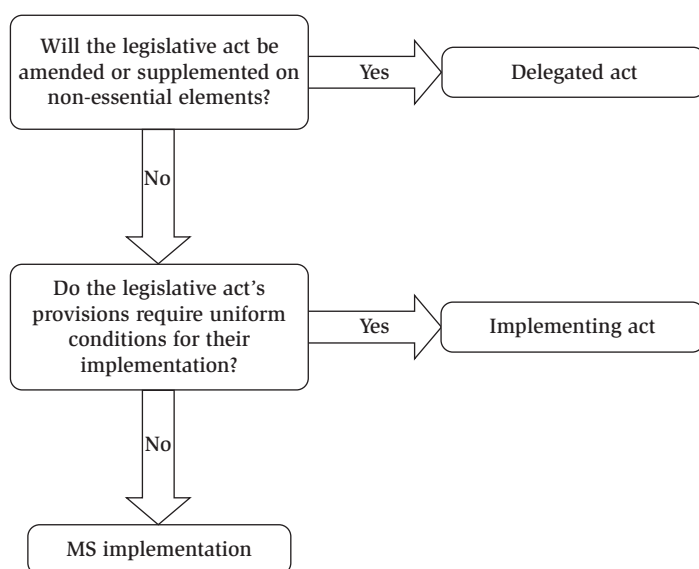 Will the legislative act be
amended or supplemented on
non-essential elements?
Yes
Delegated act
No
Do the legislative act’s
provisions require uniform
conditions for their
implementation?
Yes
Implementing act
No
MS implementation